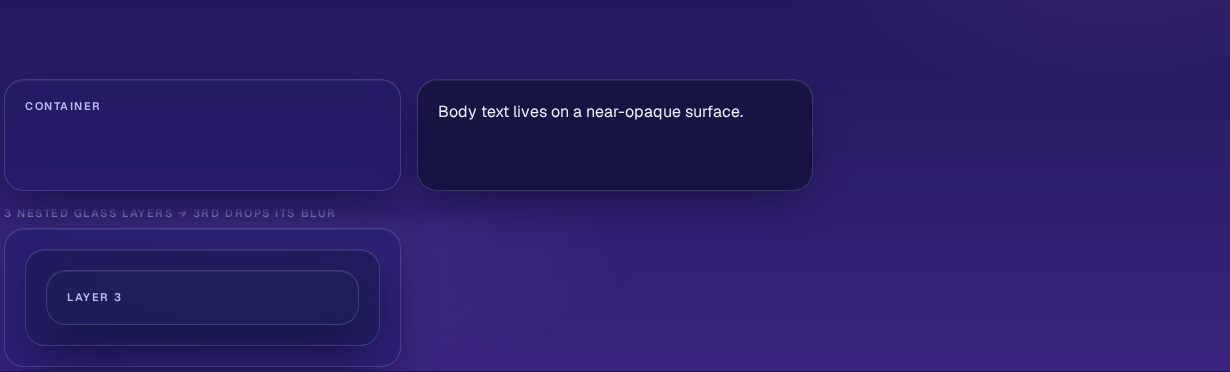 CONTAINER
Body text lives on a near-opaque surface.
3 NESTED GLASS LAYERS → 3RD DROPS ITS BLUR
LAYER 3